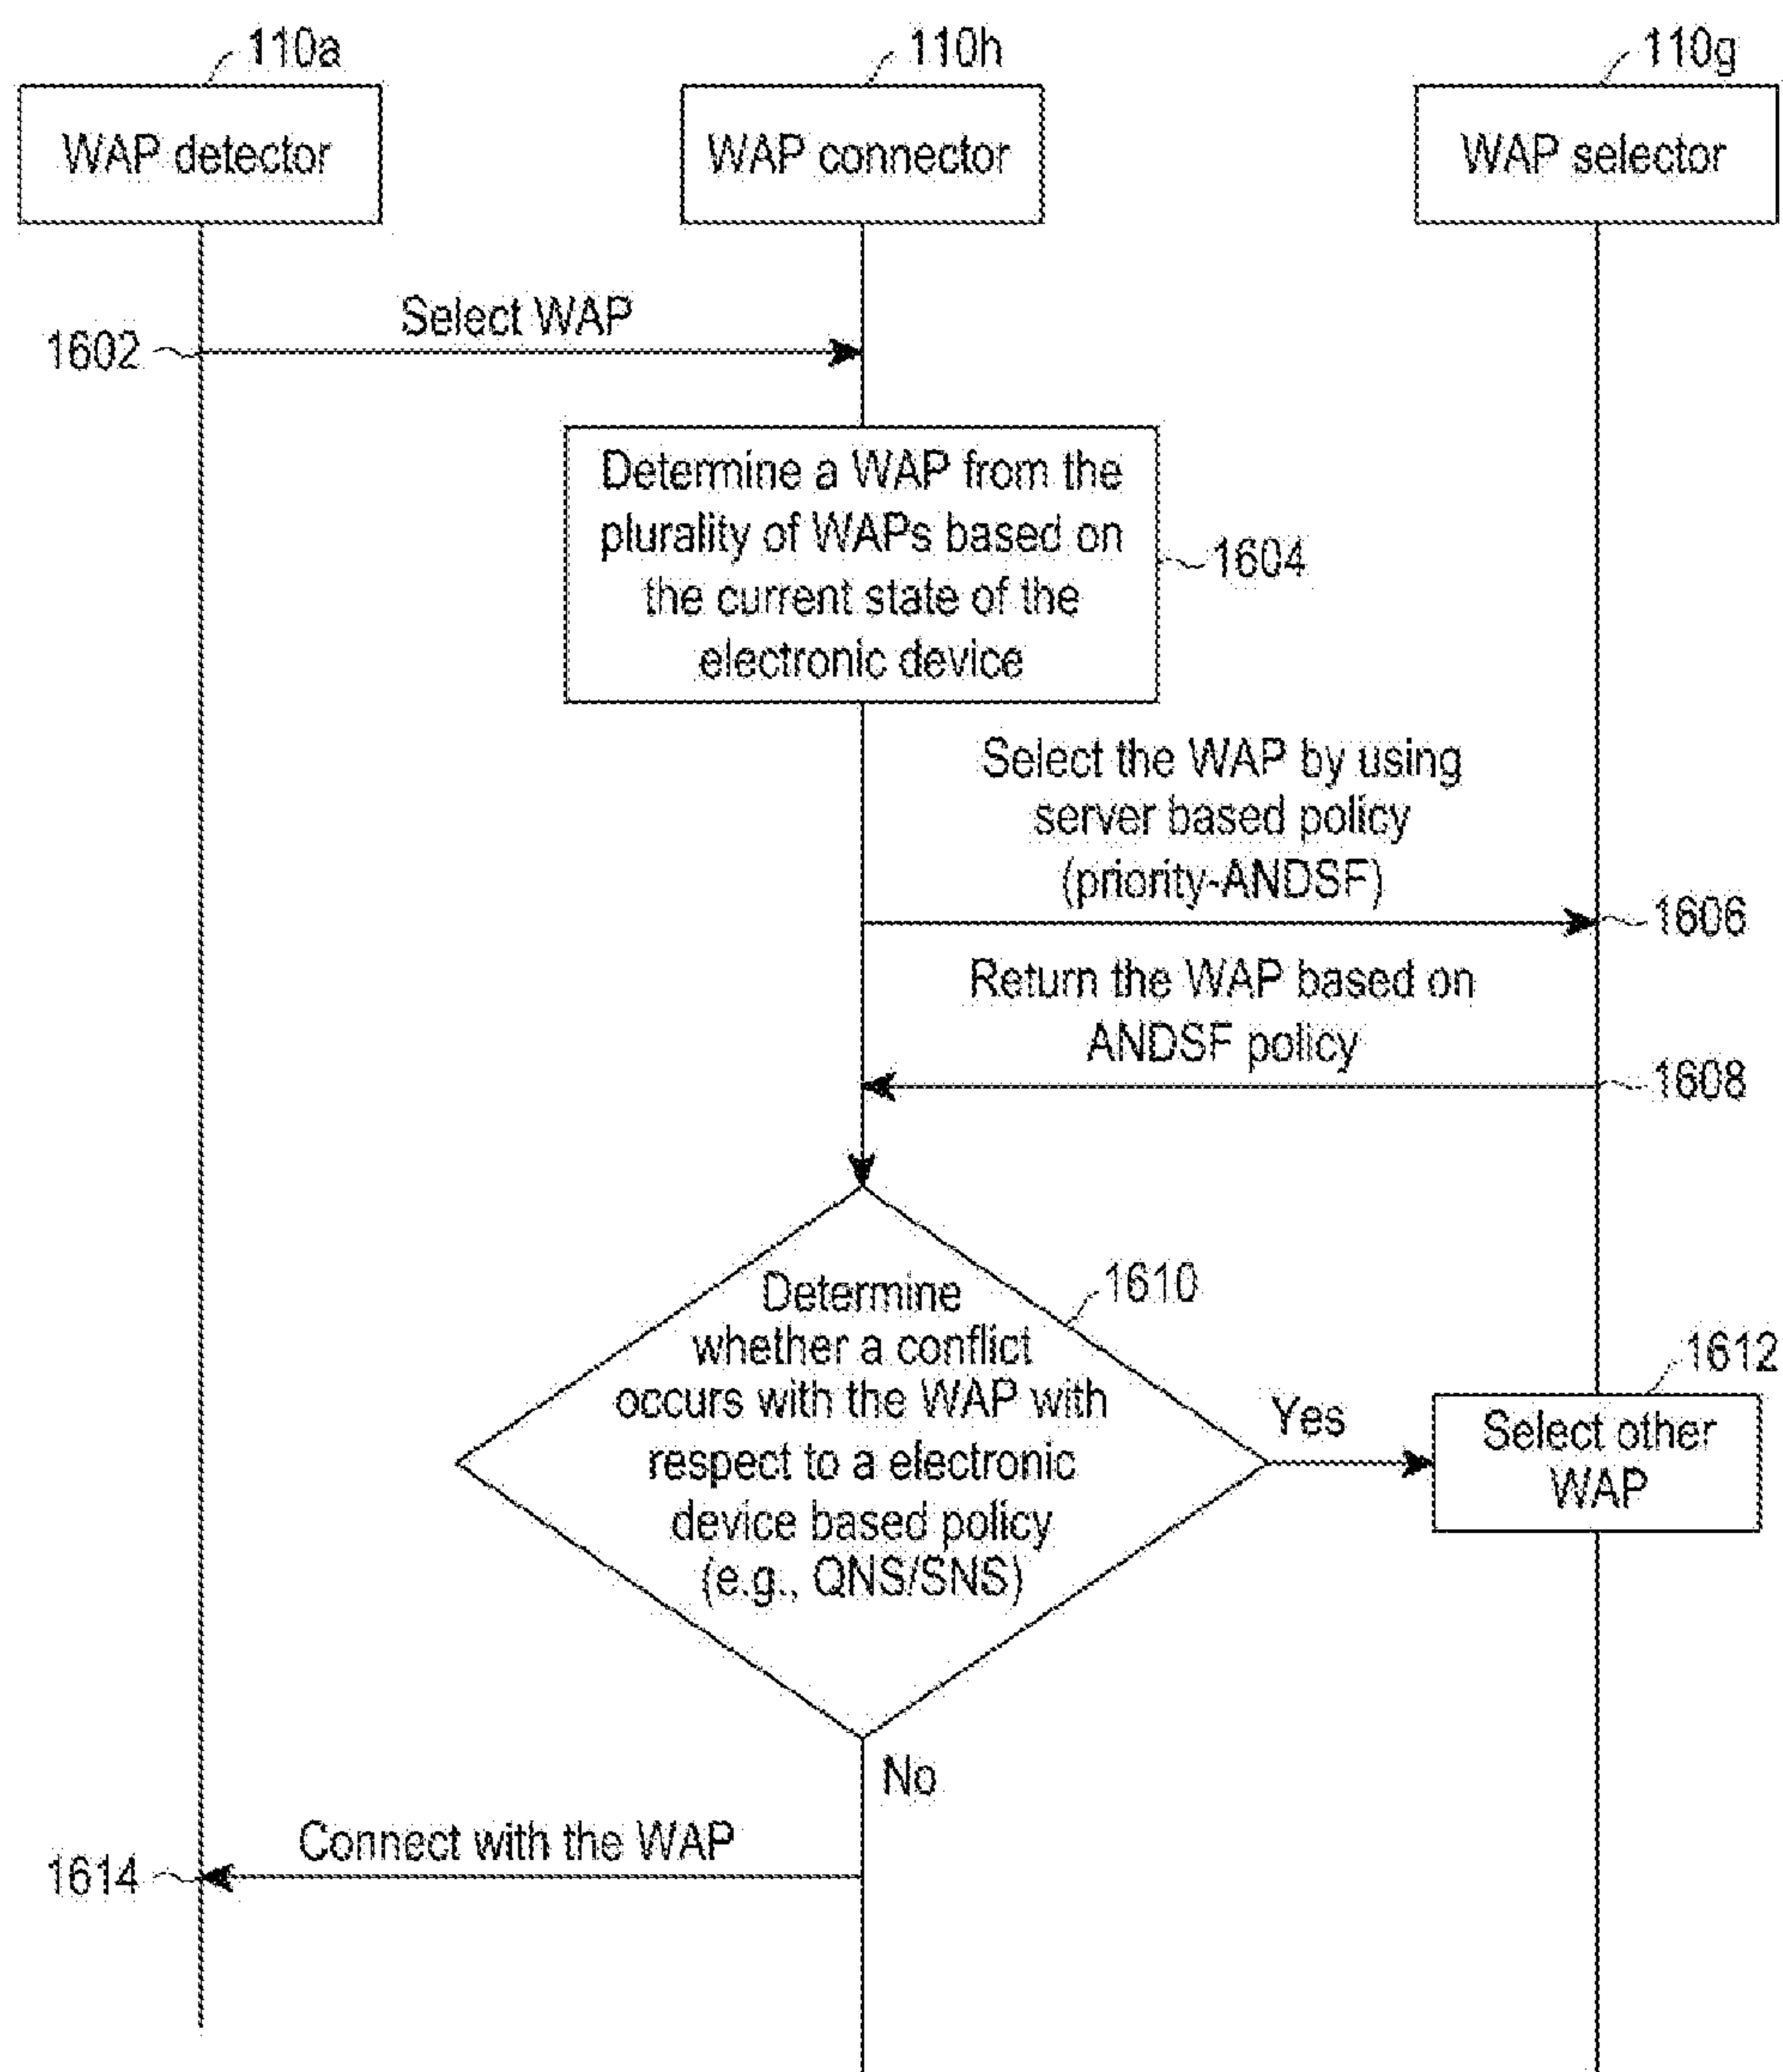 110a
110h
110g
WAP detector
WAP connector
WAP selector
Select WAP
1602
Determine a WAP from the
plurality of WAPs based on
the current state of the
electronic device
1604
Select the WAP by using
server based policy
(priority-ANDSF)
1606
Return the WAP based on
ANDSF policy
1608
Determine
whether a conflict
occurs with the WAP with
respect to a electronic
device based policy
(e.g., QNS/SNS)
1610
Yes
1612
Select other
WAP
No
Connect with the WAP
1614